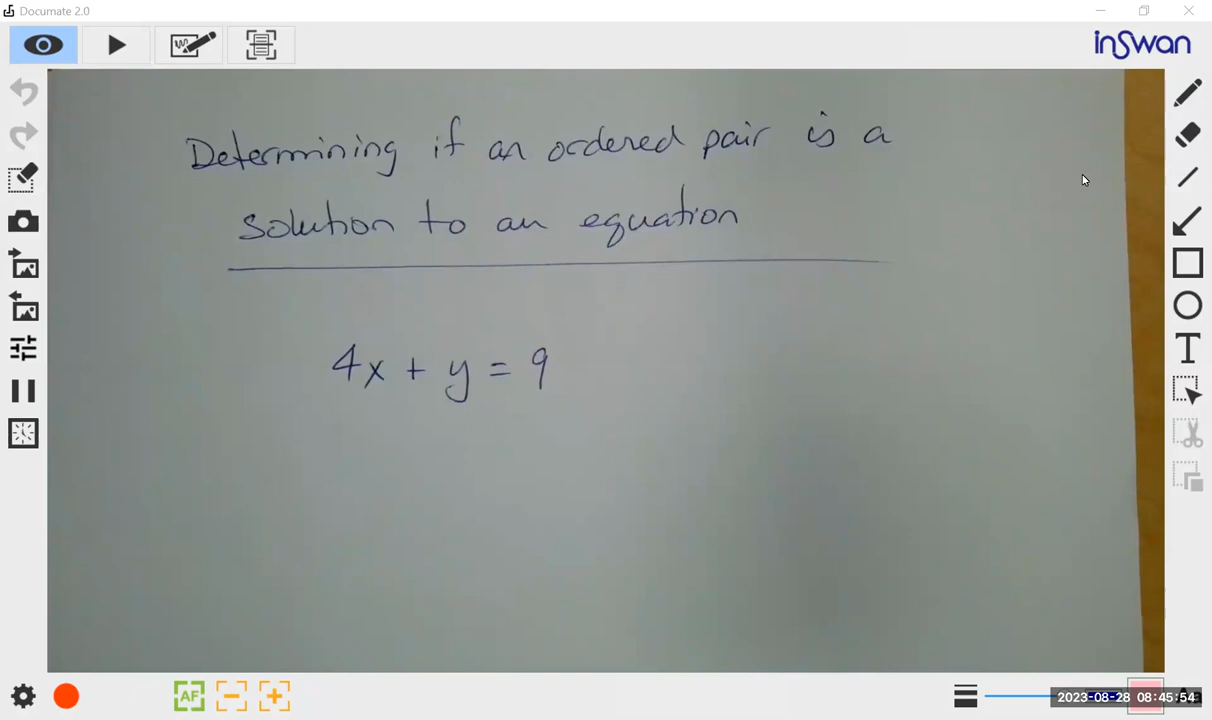 Documate 2.0
inSwan
Determining if an ordered pair is a
solution to an equation
4x + y = 9
T
AF
2023-08-28 08:45:54